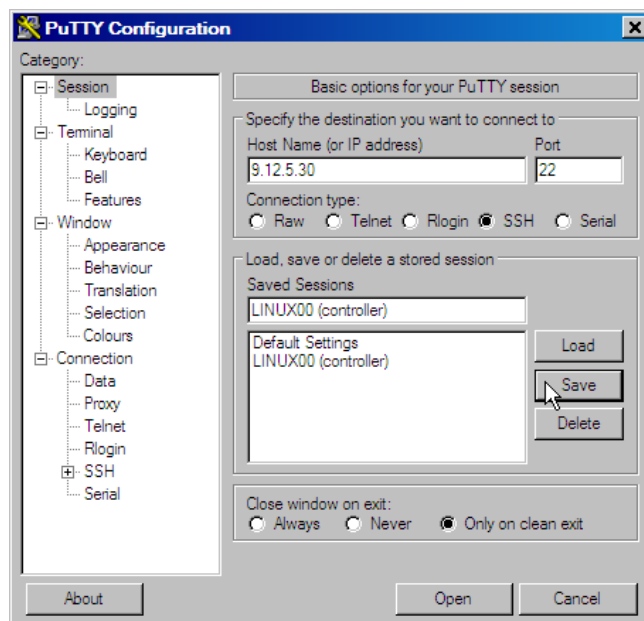 PuTTY Configuration
Category:
Session
Logging
Terminal
Keyboard
Bell
Features
Window
Appearance
Behaviour
Translation
Selection
Colours
Connection
Data
Proxy
Telnet
Rlogin
SSH
Serial
Basic options for your PuTTY session
Specify the destination you want to connect to
Host Name (or IP address) Port
9.12.5.30 22
Connection type:
Raw Telnet Rlogin SSH Serial
Load, save or delete a stored session
Saved Sessions
LINUX00 (controller)
Default Settings
LINUX00 (controller)
Load
Save
Delete
Close window on exit:
Always Never Only on clean exit
About Open Cancel